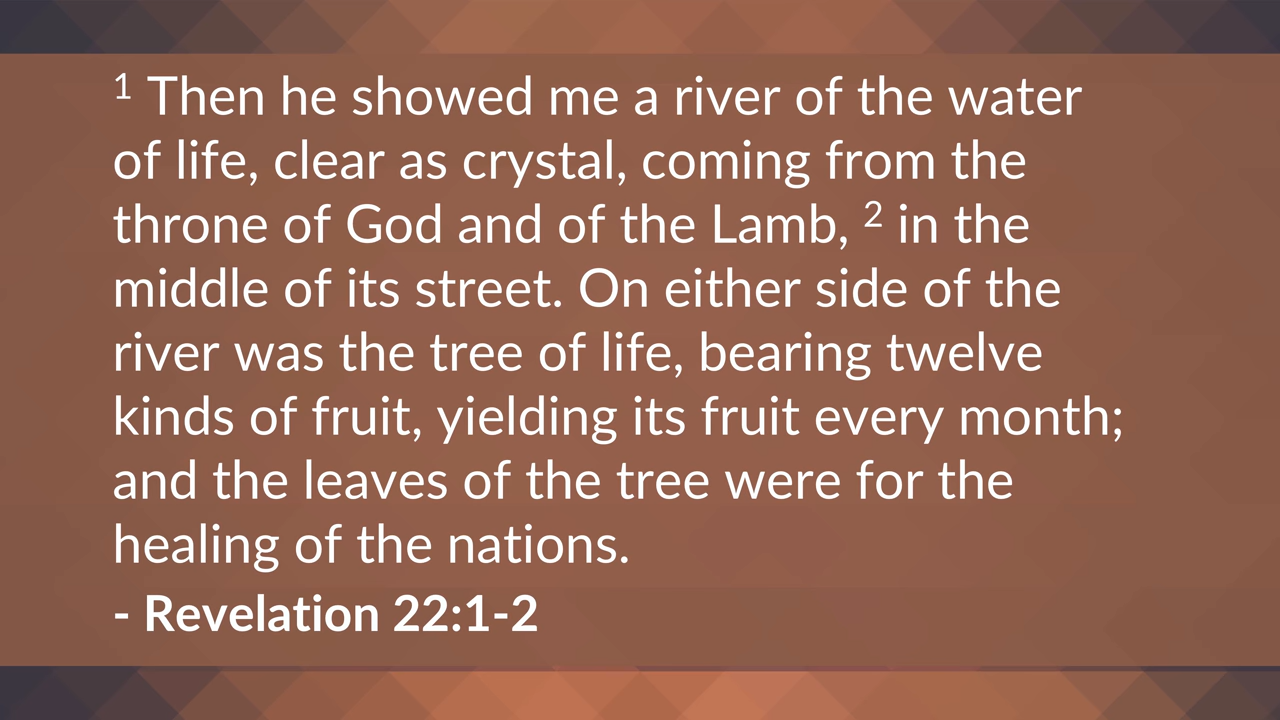 1 Then he showed me a river of the water
of life, clear as crystal, coming from the
throne of God and of the Lamb, 2 in the
middle of its street. On either side of the
river was the tree of life, bearing twelve
kinds of fruit, yielding its fruit every month;
and the leaves of the tree were for the
healing of the nations.
- Revelation 22:1-2